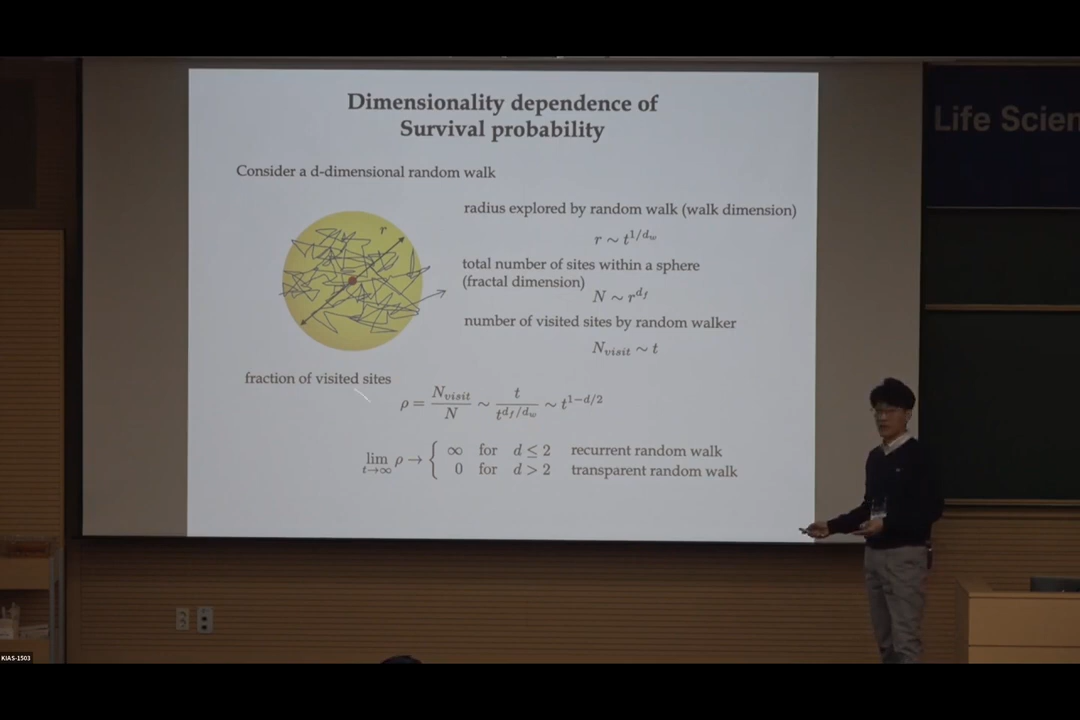 Dimensionality dependence of
Survival probability
Life Scien
Consider a d-dimensional random walk
radius explored by random walk (walk dimension)
r
r ~ t^{1/d_w}
total number of sites within a sphere
(fractal dimension)
N ~ r^{d_f}
number of visited sites by random walker
N_{visit} ~ t
fraction of visited sites
ρ = \frac{N_{visit}}{N} ~ \frac{t}{t^{d_f/d_w}} ~ t^{1-d/2}
\lim_{t→∞} ρ → { ∞ for d ≤ 2 recurrent random walk
0 for d > 2 transparent random walk
KIAS-1503